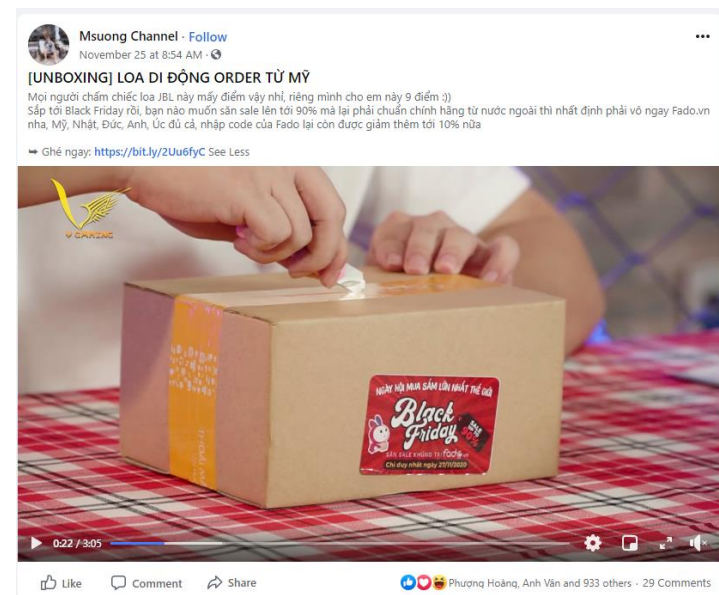 Msuong Channel · Follow
November 25 at 8:54 AM ·
[UNBOXING] LOA DI ĐỘNG ORDER TỪ MỸ
Mọi người chấm chiếc loa JBL này mấy điểm vậy nhỉ, riêng mình cho em này 9 điểm :))
Sắp tới Black Friday rồi, bạn nào muốn săn sale lên tới 90% mà lại phải chuẩn chính hãng từ nước ngoài thì nhất định phải vô ngay Fado.vn
nha, Mỹ, Nhật, Đức, Anh, Úc đủ cả, nhập code của Fado lại còn được giảm thêm tới 10% nữa
➥ Ghé ngay: https://bit.ly/2Uu6fyC See Less
V GAMING
NGÀY HỘI MUA SẮM LỚN NHẤT THẾ GIỚI
Black
Friday
SALE
90%
SĂN SALE KHỦNG TẠI fado.vn
Chỉ duy nhất ngày 27/11/2020
0:22 / 3:05
Like Comment Share Phượng Hoàng, Anh Văn and 933 others · 29 Comments